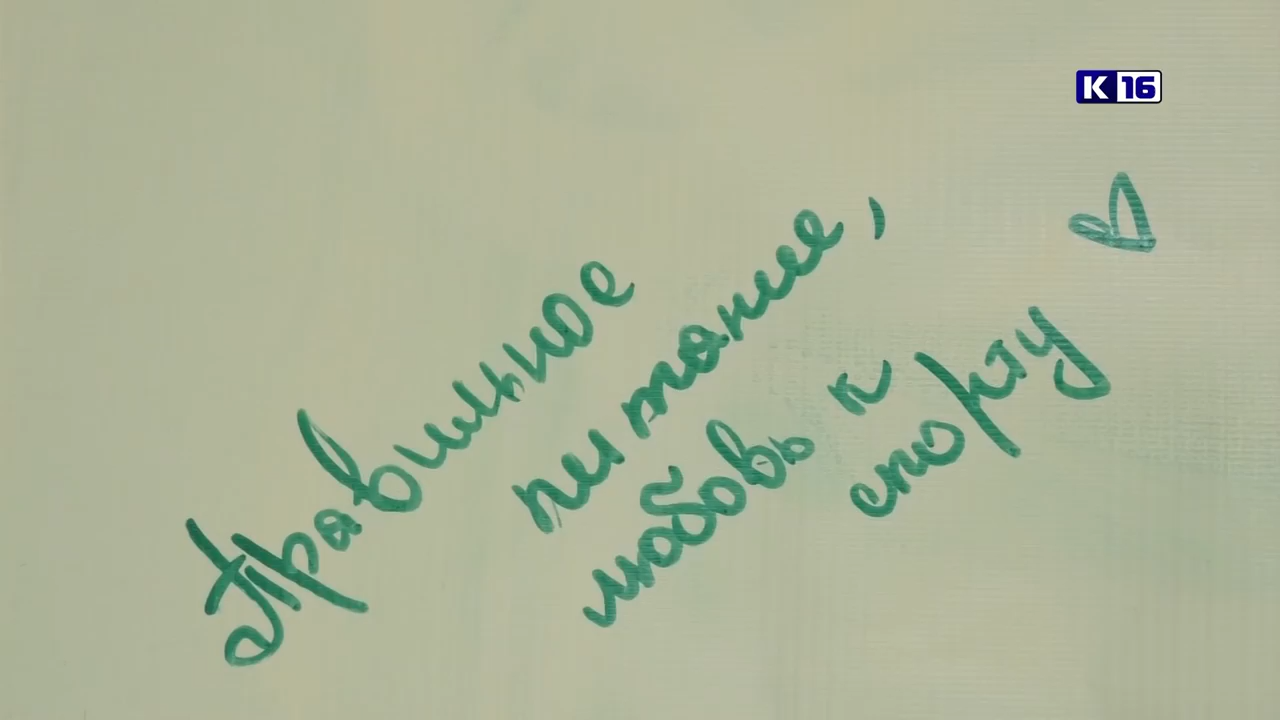 K 16
Правильное
питание,
любовь к
спорту